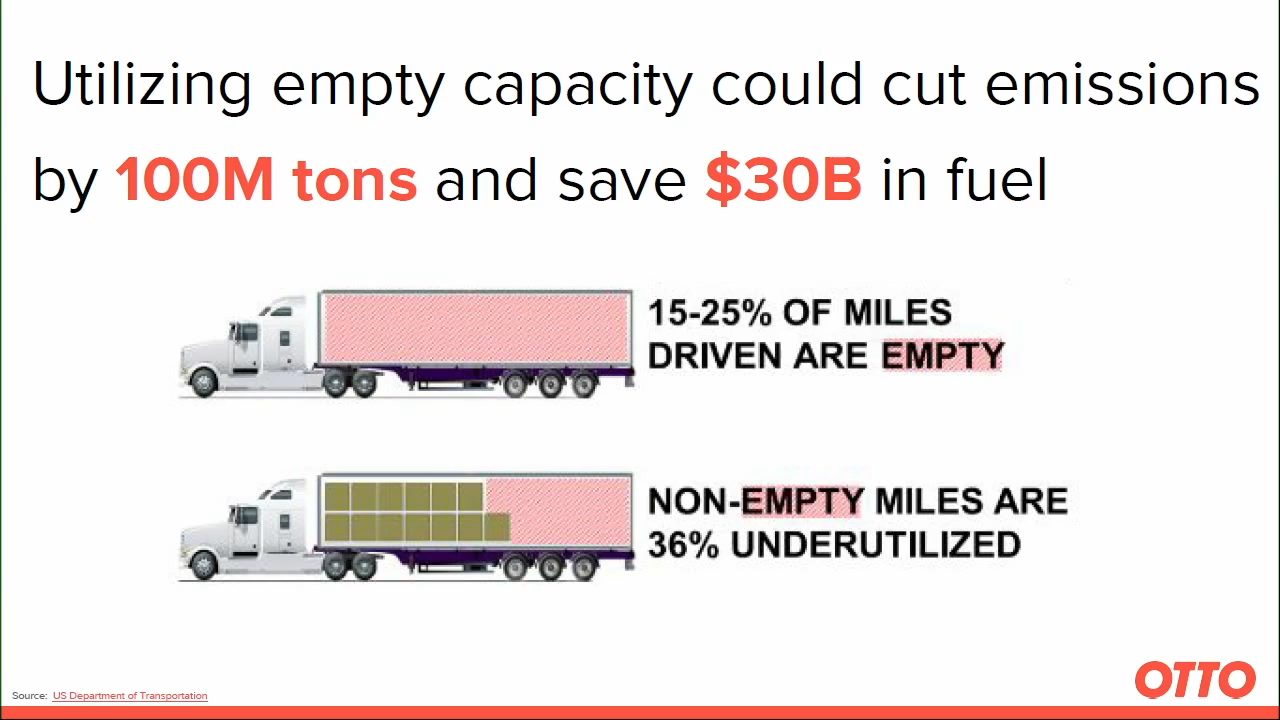 Utilizing empty capacity could cut emissions
by 100M tons and save $30B in fuel
15-25% OF MILES
DRIVEN ARE EMPTY
NON-EMPTY MILES ARE
36% UNDERUTILIZED
Source: US Department of Transportation
OTTO